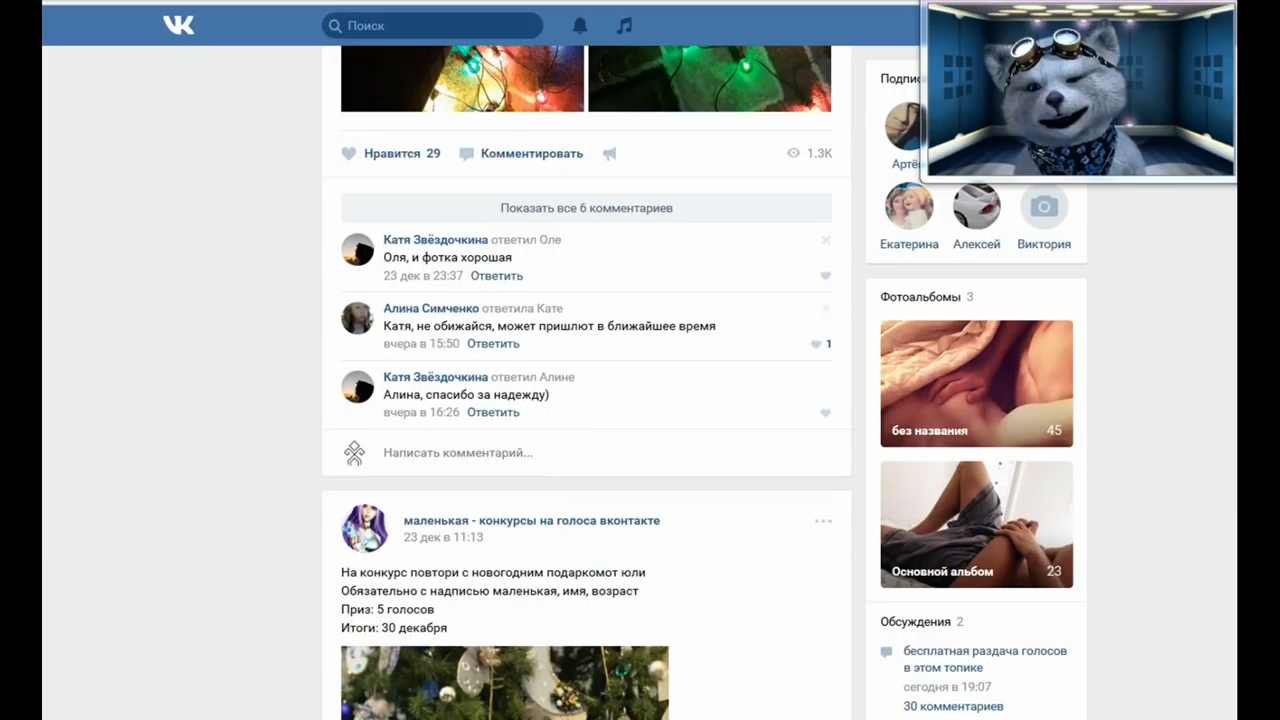 Поиск
Нравится 29
Комментировать
1.3K
Показать все 6 комментариев
Катя Звёздочкина ответил Оле
Оля, и фотка хорошая
23 дек в 23:37 Ответить
Алина Симченко ответила Кате
Катя, не обижайся, может пришлют в ближайшее время
вчера в 15:50 Ответить
1
Катя Звёздочкина ответил Алине
Алина, спасибо за надежду)
вчера в 16:26 Ответить
Написать комментарий...
маленькая - конкурсы на голоса вконтакте
23 дек в 11:13
На конкурс повтори с новогодним подаркомот юли
Обязательно с надписью маленькая, имя, возраст
Приз: 5 голосов
Итоги: 30 декабря
Екатерина Алексей Виктория
Фотоальбомы 3
без названия 45
Основной альбом 23
Обсуждения 2
бесплатная раздача голосов
в этом топике
сегодня в 19:07
30 комментариев